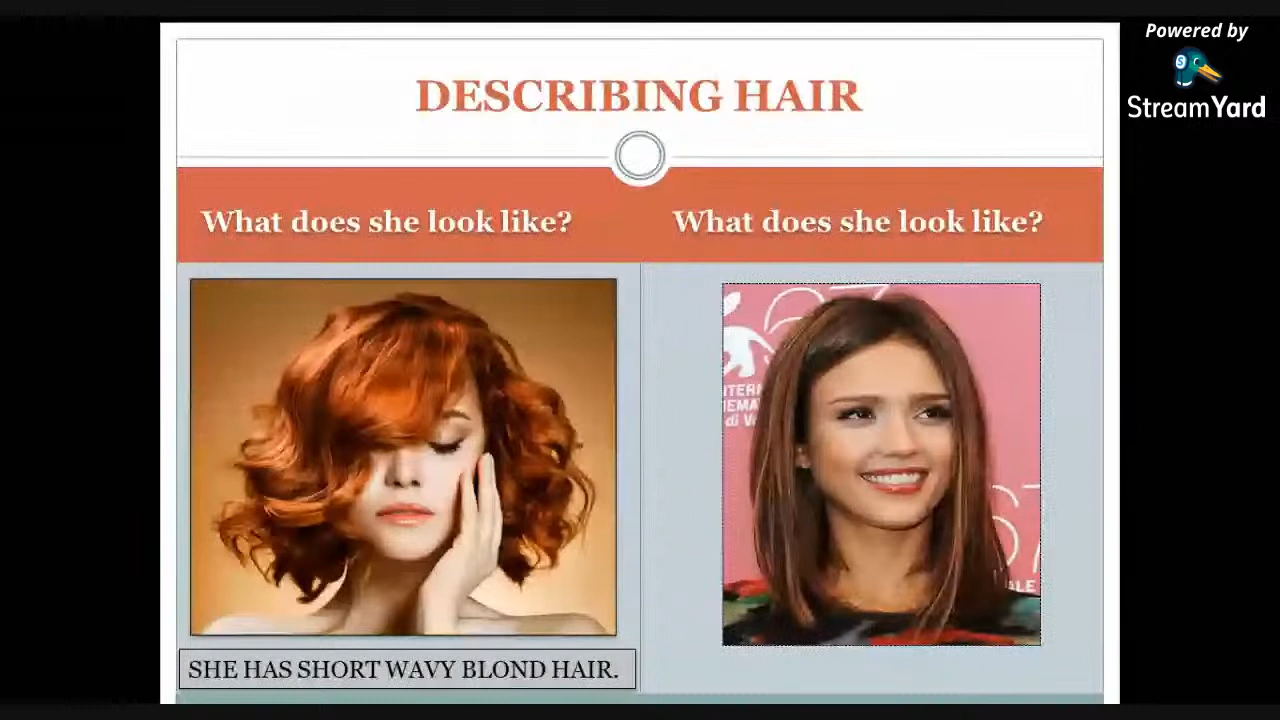 Powered by
StreamYard
DESCRIBING HAIR
What does she look like?
What does she look like?
SHE HAS SHORT WAVY BLOND HAIR.